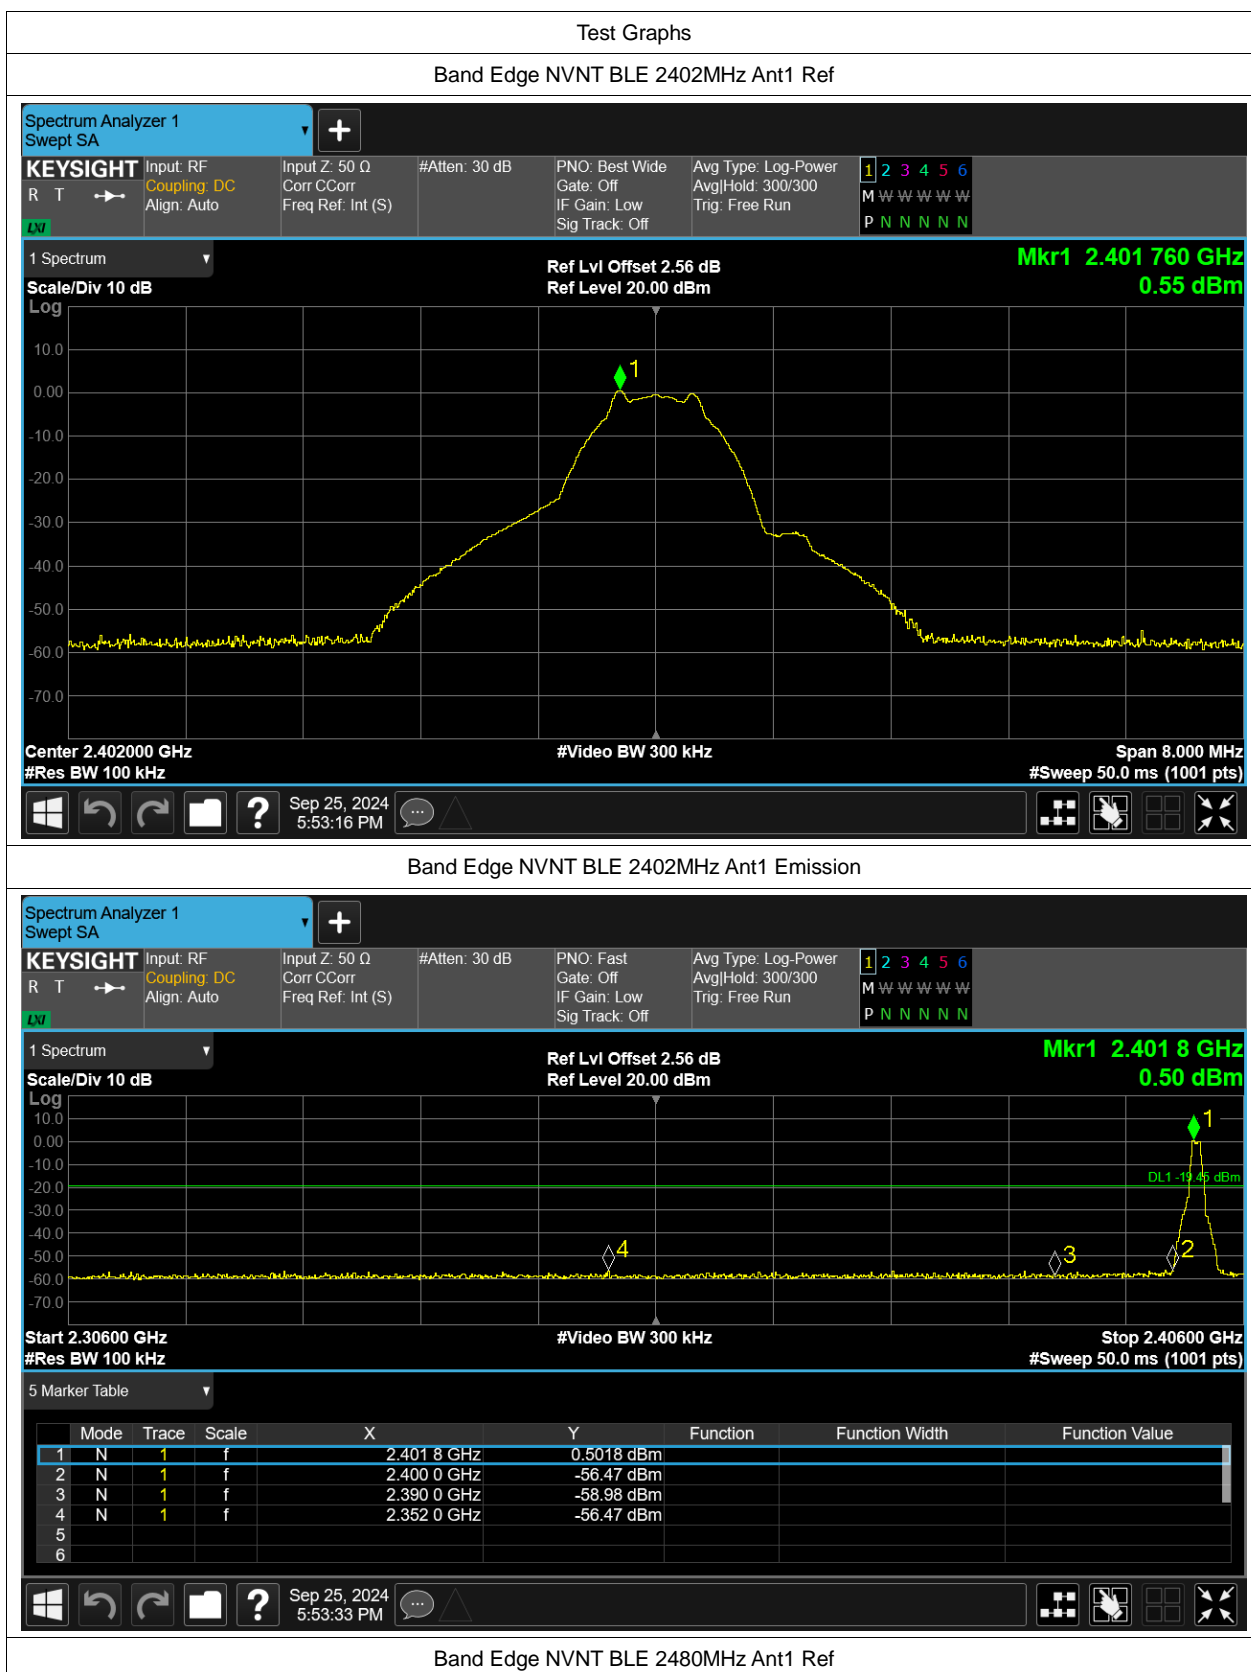 Test Graphs
Band Edge NVNT BLE 2402MHz Ant1 Ref
Spectrum Analyzer 1
Swept SA
KEYSIGHT Input: RF Input Z: 50 Ω #Atten: 30 dB PNO: Best Wide Avg Type: Log-Power 1 2 3 4 5 6
R T Coupling: DC Corr CCorr Gate: Off Avg|Hold: 300/300 M W W W W W
Align: Auto Freq Ref: Int (S) IF Gain: Low Trig: Free Run
LXI Sig Track: Off P N N N N N
1 Spectrum Ref Lvl Offset 2.56 dB Mkr1 2.401 760 GHz
Scale/Div 10 dB Ref Level 20.00 dBm 0.55 dBm
Log
1
10.0
0.00
-10.0
-20.0
-30.0
-40.0
-50.0
-60.0
-70.0
Center 2.402000 GHz #Video BW 300 kHz Span 8.000 MHz
#Res BW 100 kHz #Sweep 50.0 ms (1001 pts)
? Sep 25, 2024
5:53:16 PM
Band Edge NVNT BLE 2402MHz Ant1 Emission
Spectrum Analyzer 1
Swept SA
KEYSIGHT Input: RF Input Z: 50 Ω #Atten: 30 dB PNO: Fast Avg Type: Log-Power 1 2 3 4 5 6
R T Coupling: DC Corr CCorr Gate: Off Avg|Hold: 300/300 M W W W W W
Align: Auto Freq Ref: Int (S) IF Gain: Low Trig: Free Run
LXI Sig Track: Off P N N N N N
1 Spectrum Ref Lvl Offset 2.56 dB Mkr1 2.401 8 GHz
Scale/Div 10 dB Ref Level 20.00 dBm 0.50 dBm
Log
10.0 1
0.00
-10.0
DL1 -19.45 dBm
-20.0
-30.0
-40.0
4 3 2
-50.0
-60.0
-70.0
Start 2.30600 GHz #Video BW 300 kHz Stop 2.40600 GHz
#Res BW 100 kHz #Sweep 50.0 ms (1001 pts)
5 Marker Table
Mode Trace Scale X Y Function Function Width Function Value
1 N 1 f 2.401 8 GHz 0.5018 dBm
2 N 1 f 2.400 0 GHz -56.47 dBm
3 N 1 f 2.390 0 GHz -58.98 dBm
4 N 1 f 2.352 0 GHz -56.47 dBm
5
6
? Sep 25, 2024
5:53:33 PM
Band Edge NVNT BLE 2480MHz Ant1 Ref